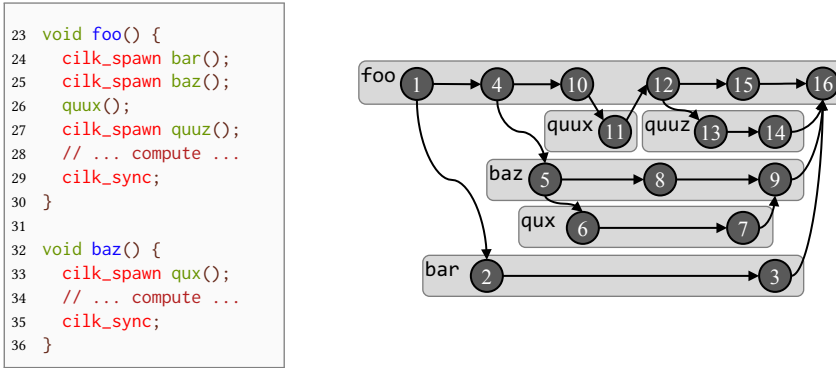 23 void foo() {
24 cilk_spawn bar();
25 cilk_spawn baz();
26 quux();
27 cilk_spawn quuz();
28 // ... compute ...
29 cilk_sync;
30 }
31
32 void baz() {
33 cilk_spawn qux();
34 // ... compute ...
35 cilk_sync;
36 }
foo 1 4 10 12 15 16
quux 11 quuz 13 14
baz 5 8 9
qux 6 7
bar 2 3